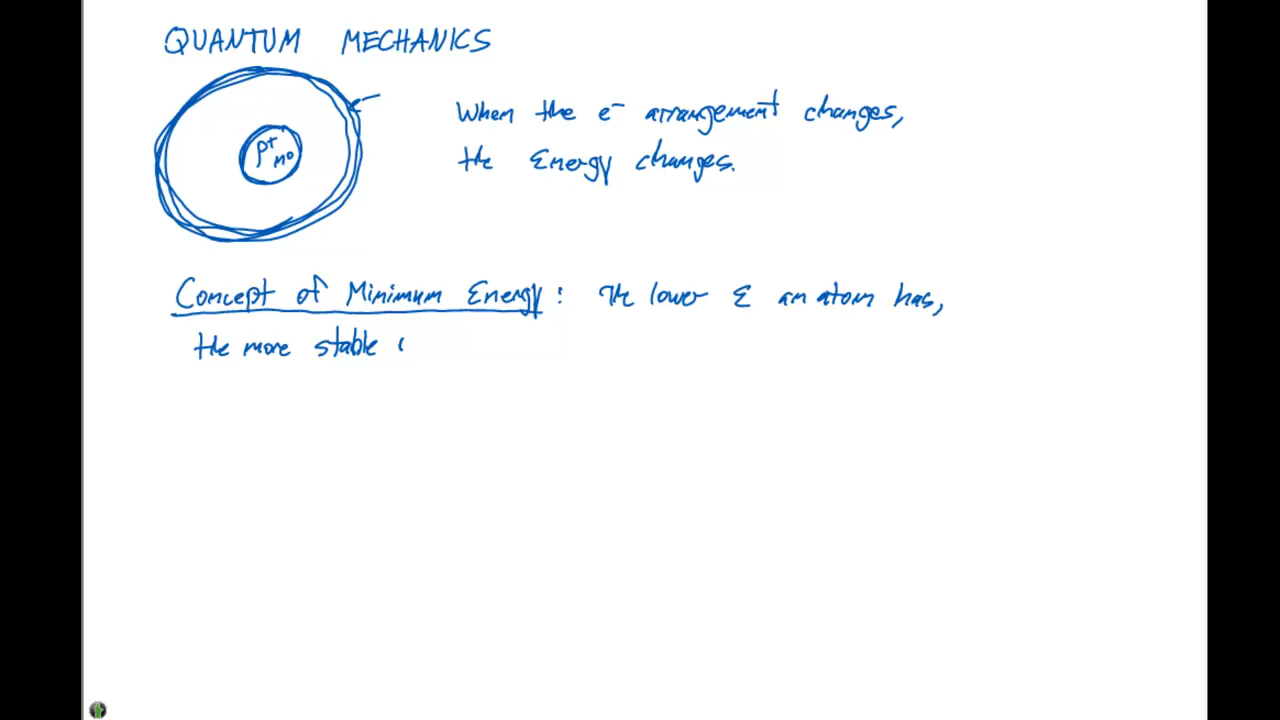 QUANTUM MECHANICS
p+
n0
When the e- arrangement changes,
the Energy changes.
Concept of Minimum Energy: The lower E an atom has,
the more stable